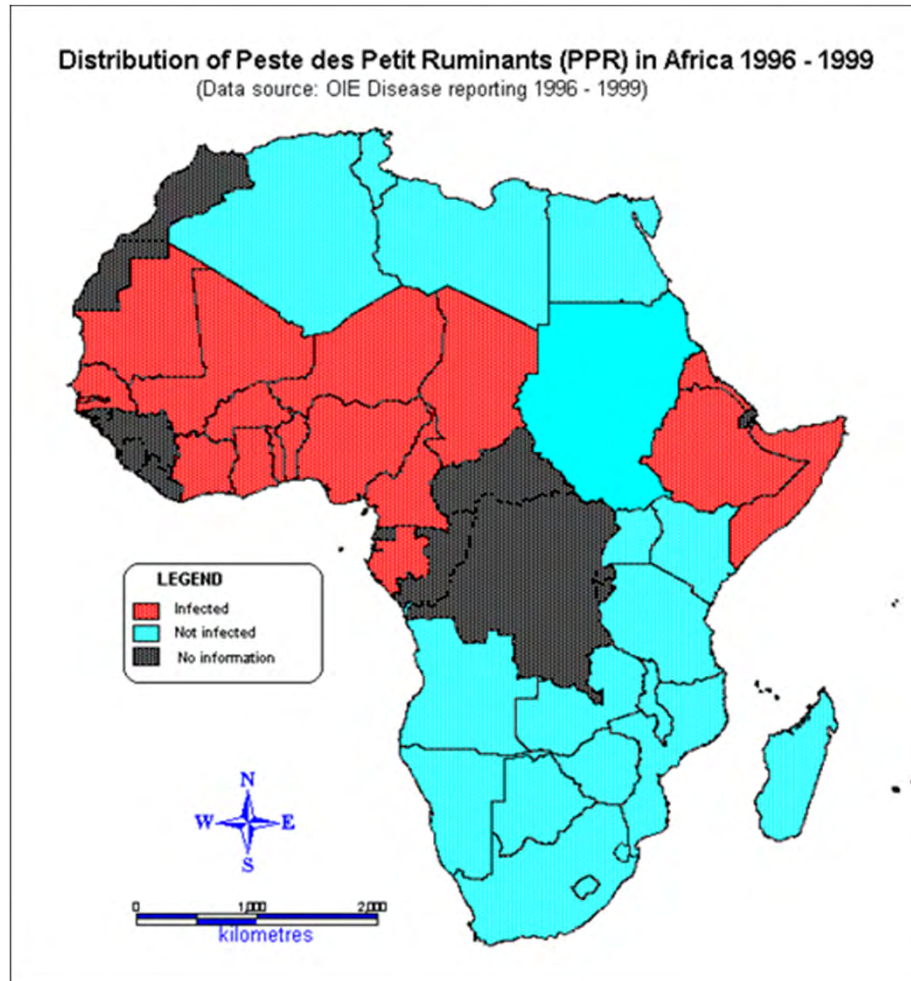 Distribution of Peste des Petit Ruminants (PPR) in Africa 1996 - 1999
(Data source: OIE Disease reporting 1996 - 1999)
LEGEND
Infected
Not infected
No information
N
W E
S
0 1,000 2,000
kilometres